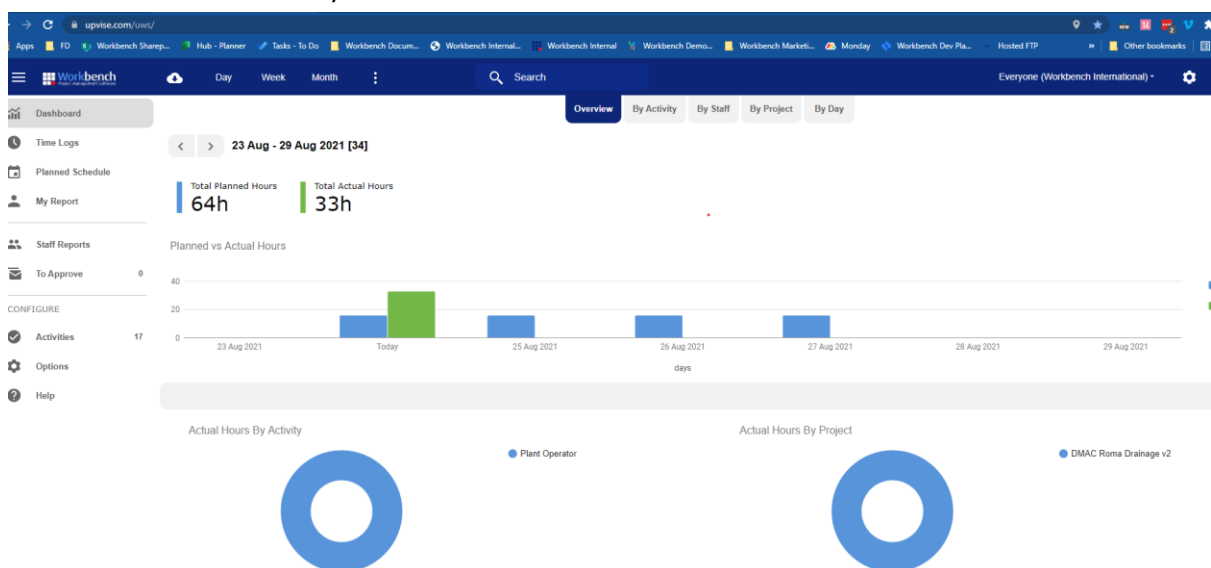 upvise.com/uws/
Apps FD Workbench Sharep... Hub - Planner Tasks - To Do Workbench Docum... Workbench Internal... Workbench Internal Workbench Demo... Workbench Marketi... Monday Workbench Dev Pla... Hosted FTP » Other bookmarks
Workbench Day Week Month Search Everyone (Workbench International)
Overview By Activity By Staff By Project By Day
Dashboard
Time Logs
Planned Schedule
My Report
Staff Reports
To Approve 0
CONFIGURE
Activities 17
Options
Help
23 Aug - 29 Aug 2021 [34]
Total Planned Hours
64h
Total Actual Hours
33h
Planned vs Actual Hours
40
20
0
23 Aug 2021 Today 25 Aug 2021 26 Aug 2021 27 Aug 2021 28 Aug 2021 29 Aug 2021
days
Actual Hours By Activity
Plant Operator
Actual Hours By Project
DMAC Roma Drainage v2